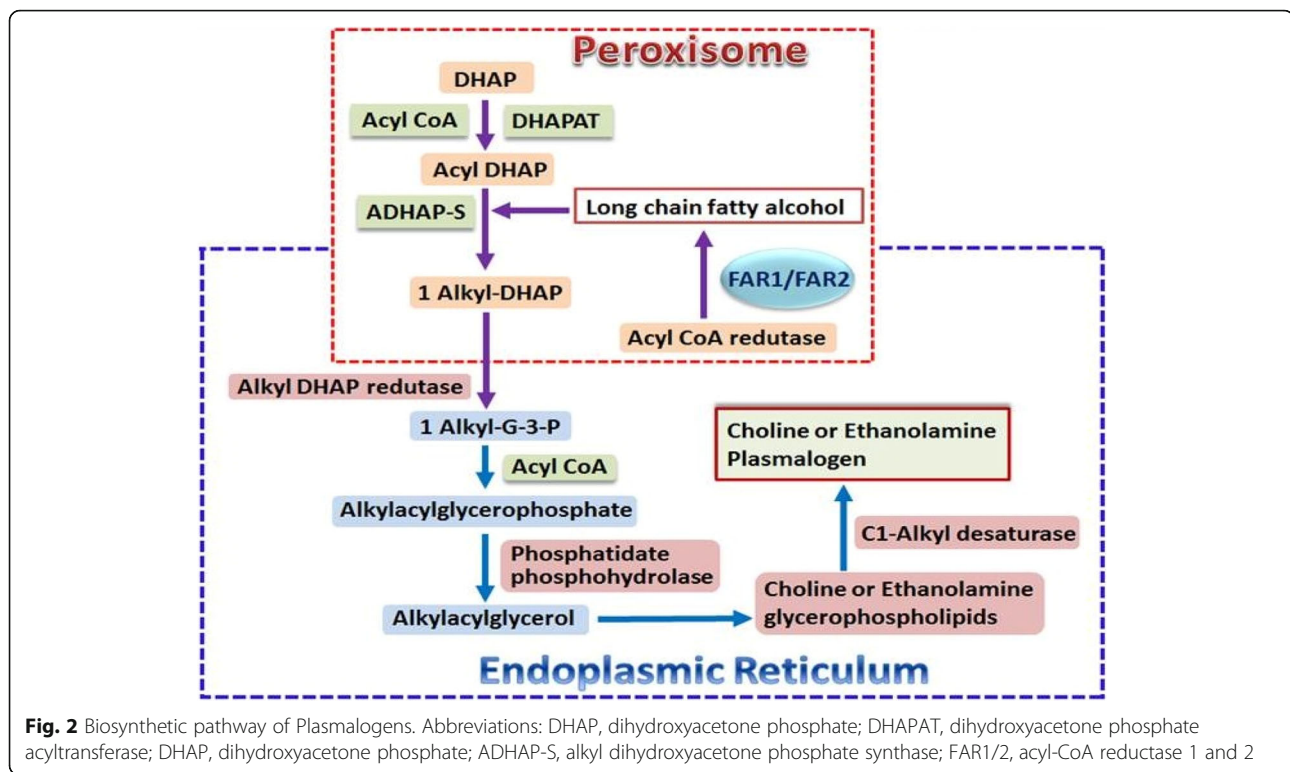 Peroxisome
DHAP
Acyl CoA
DHAPAT
Acyl DHAP
ADHAP-S
Long chain fatty alcohol
FAR1/FAR2
1 Alkyl-DHAP
Acyl CoA redutase
Alkyl DHAP redutase
1 Alkyl-G-3-P
Acyl CoA
Alkylacylglycerophosphate
Phosphatidate
phosphohydrolase
Alkylacylglycerol
Choline or Ethanolamine
glycerophospholipids
C1-Alkyl desaturase
Choline or Ethanolamine
Plasmalogen
Endoplasmic Reticulum
Fig. 2 Biosynthetic pathway of Plasmalogens. Abbreviations: DHAP, dihydroxyacetone phosphate; DHAPAT, dihydroxyacetone phosphate
acyltransferase; DHAP, dihydroxyacetone phosphate; ADHAP-S, alkyl dihydroxyacetone phosphate synthase; FAR1/2, acyl-CoA reductase 1 and 2